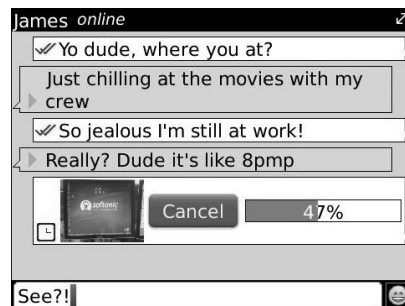 James online
Yo dude, where you at?
Just chilling at the movies with my
crew
So jealous I'm still at work!
Really? Dude it's like 8pmp
softonic
Cancel
47%
See?!